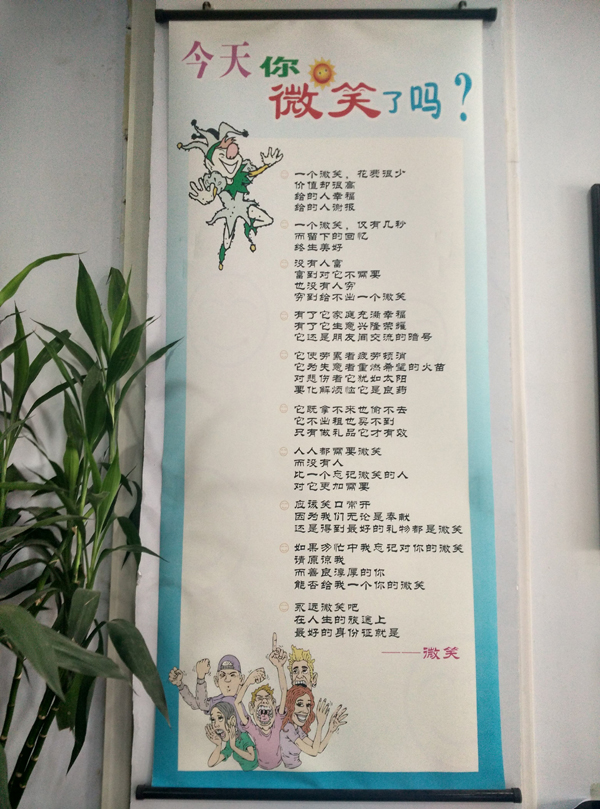 今天你
微笑了吗？
一个微笑，花费很少
价值却很高
给的人幸福
给的人谢报
一个微笑，仅有几秒
而留下的回忆
终生美好
没有人富
富到对它不需要
也没有人穷
穷到给不出一个微笑
有了它家庭充满幸福
有了它生意兴隆荣耀
它还是朋友间交流的暗号
它使劳累者疲劳顿消
它为失意者重燃希望的火苗
对悲伤者它犹如太阳
要化解烦恼它是良药
它既拿不来也偷不去
它不出租也买不到
只有做礼品它才有效
人人都需要微笑
而没有人
比一个忘记微笑的人
对它更加需要
应该笑口常开
因为我们无论是奉献
还是得到最好的礼物都是微笑
如果匆忙中我忘记对你的微笑
请原谅我
而善良淳厚的你
能否给我一个你的微笑
永远微笑吧
在人生的旅途上
最好的身份证就是
——微笑